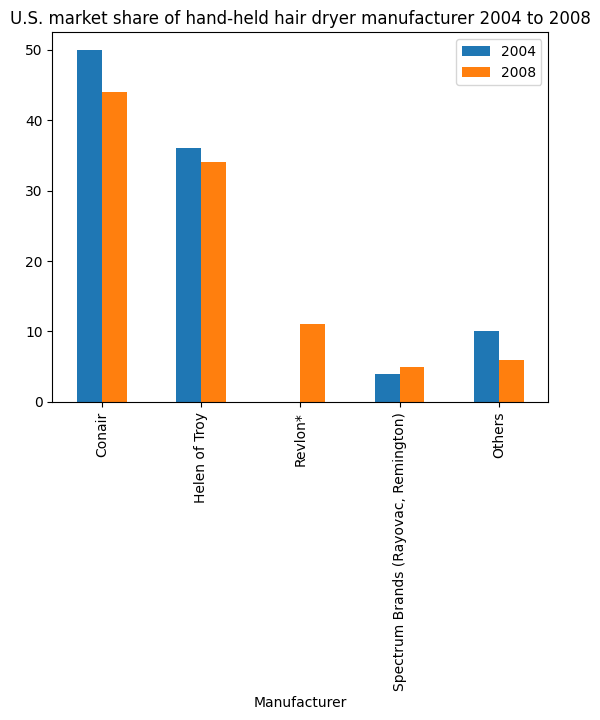 U.S. market share of hand-held hair dryer manufacturer 2004 to 2008
2004
2008
50
40
30
20
10
0
Conair
Helen of Troy
Revlon*
Spectrum Brands (Rayovac, Remington)
Others
Manufacturer